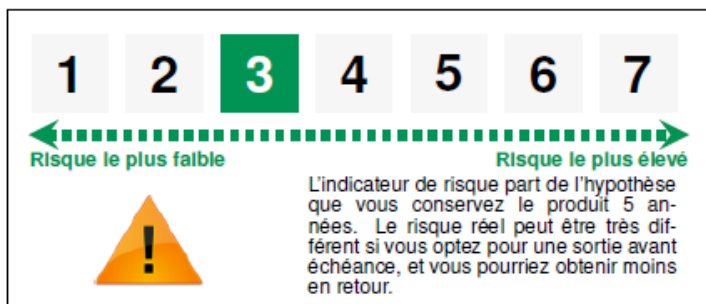 1 2 3 4 5 6 7
Risque le plus faible Risque le plus élevé
L'indicateur de risque part de l'hypothèse
que vous conservez le produit 5 an-
nées. Le risque réel peut être très dif-
férent si vous optez pour une sortie avant
échéance, et vous pourriez obtenir moins
en retour.
!